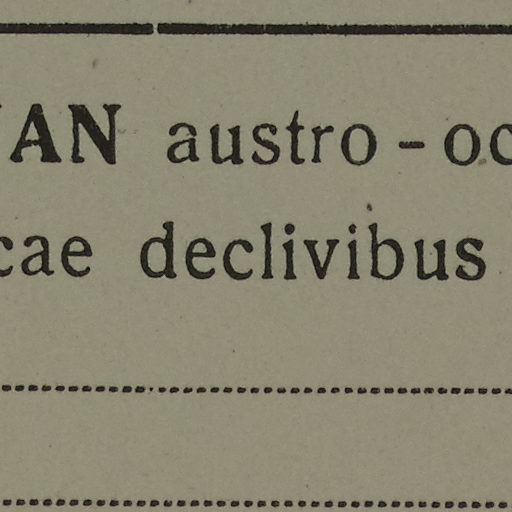 AN austro-oc
cae declivibus